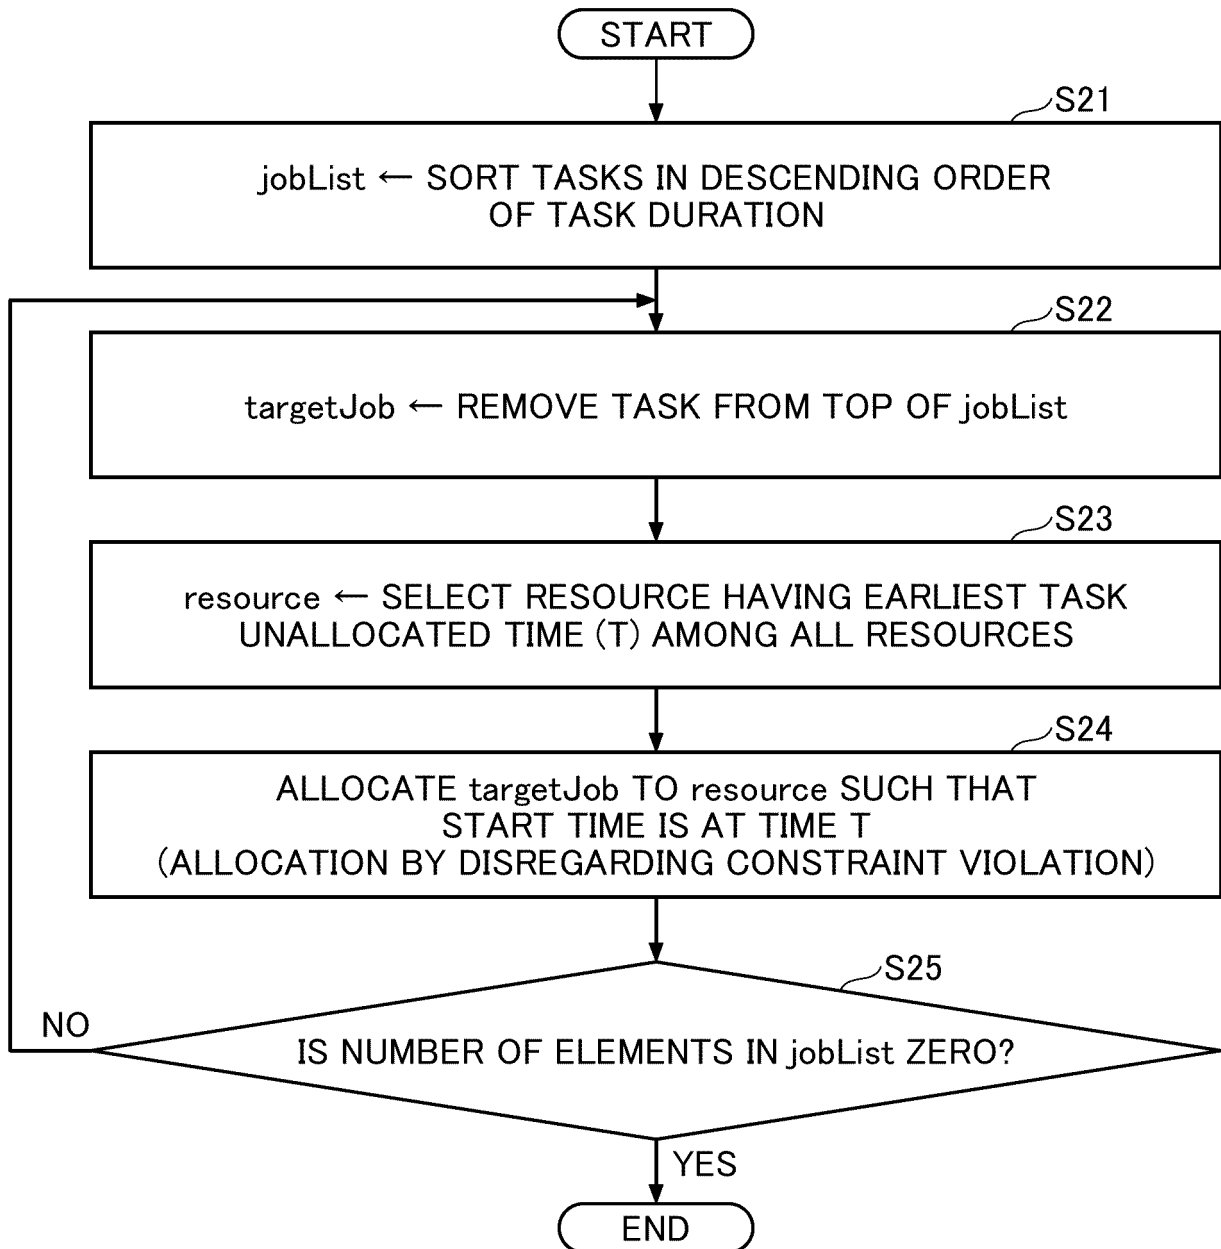 START
S21
jobList ← SORT TASKS IN DESCENDING ORDER
OF TASK DURATION
S22
targetJob ← REMOVE TASK FROM TOP OF jobList
S23
resource ← SELECT RESOURCE HAVING EARLIEST TASK
UNALLOCATED TIME (T) AMONG ALL RESOURCES
S24
ALLOCATE targetJob TO resource SUCH THAT
START TIME IS AT TIME T
(ALLOCATION BY DISREGARDING CONSTRAINT VIOLATION)
S25
NO
IS NUMBER OF ELEMENTS IN jobList ZERO?
YES
END